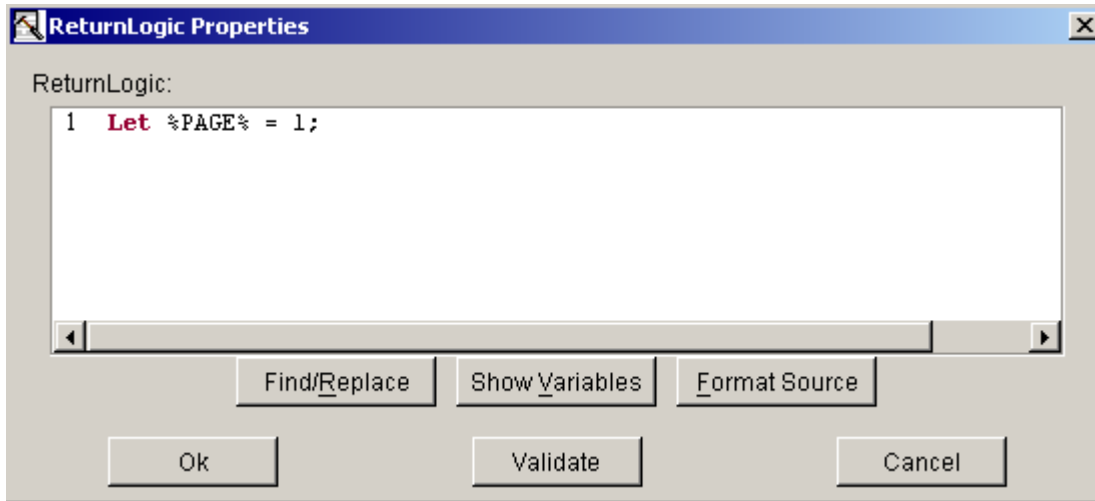 ReturnLogic Properties
ReturnLogic:
1 Let %PAGE% = 1;
Find/Replace Show Variables Format Source
Ok Validate Cancel